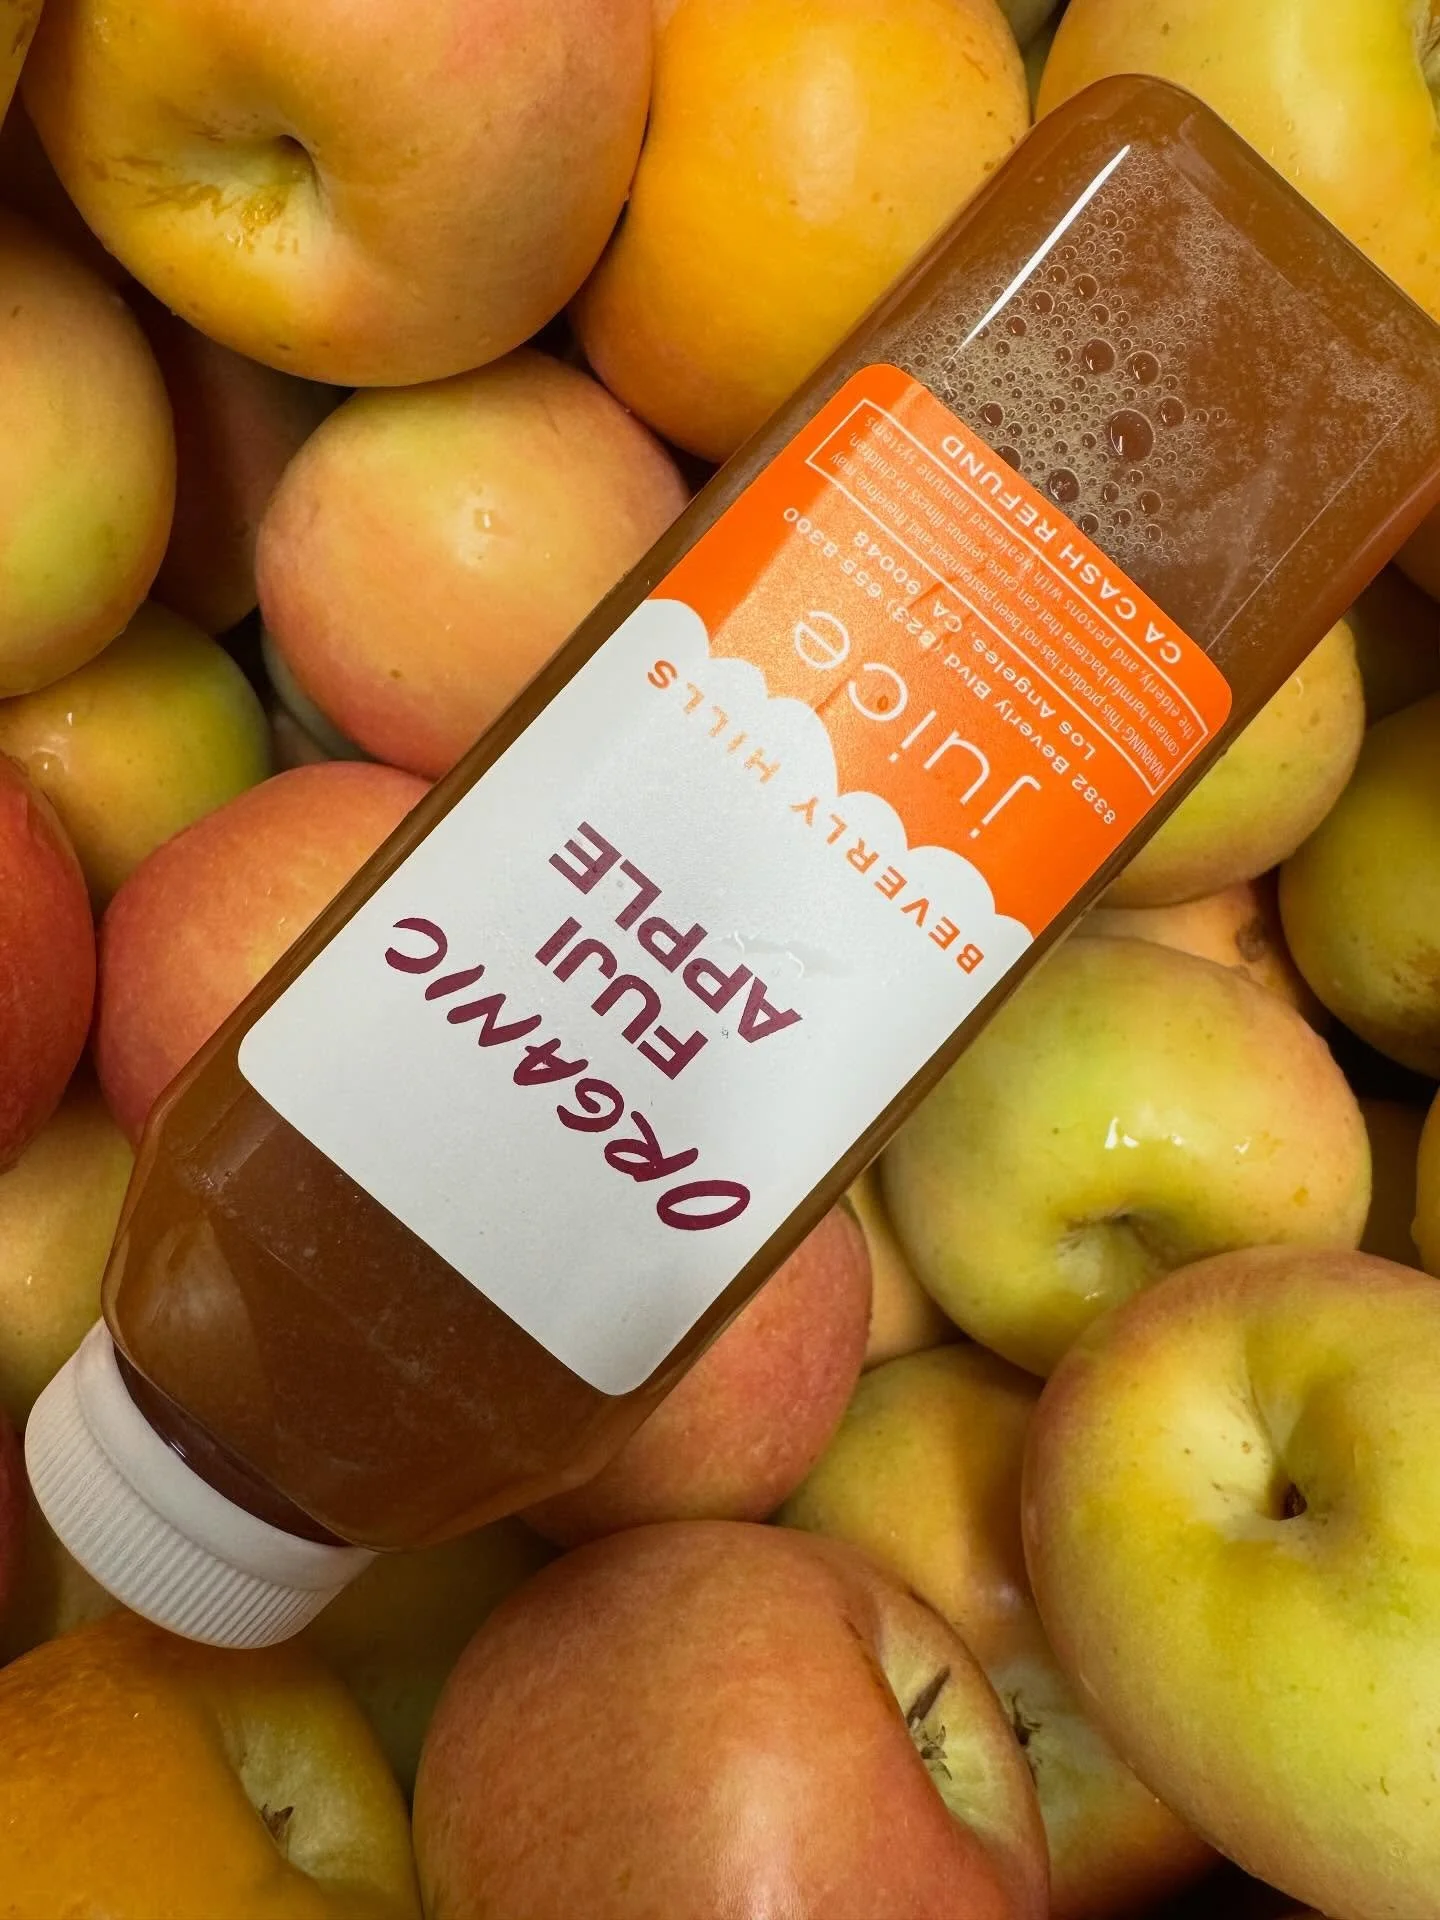 ORGANIC
FUJI
APPLE
BEVERLY HILLS
juice
8382 Beverly Blvd (323) 655 8300
Los Angeles, CA 90048
WARNING: This product has not been pasteurized and therefore may
contain harmful bacteria that can cause serious illness in children,
the elderly, and persons with weakened immune systems
CA CASH REFUND